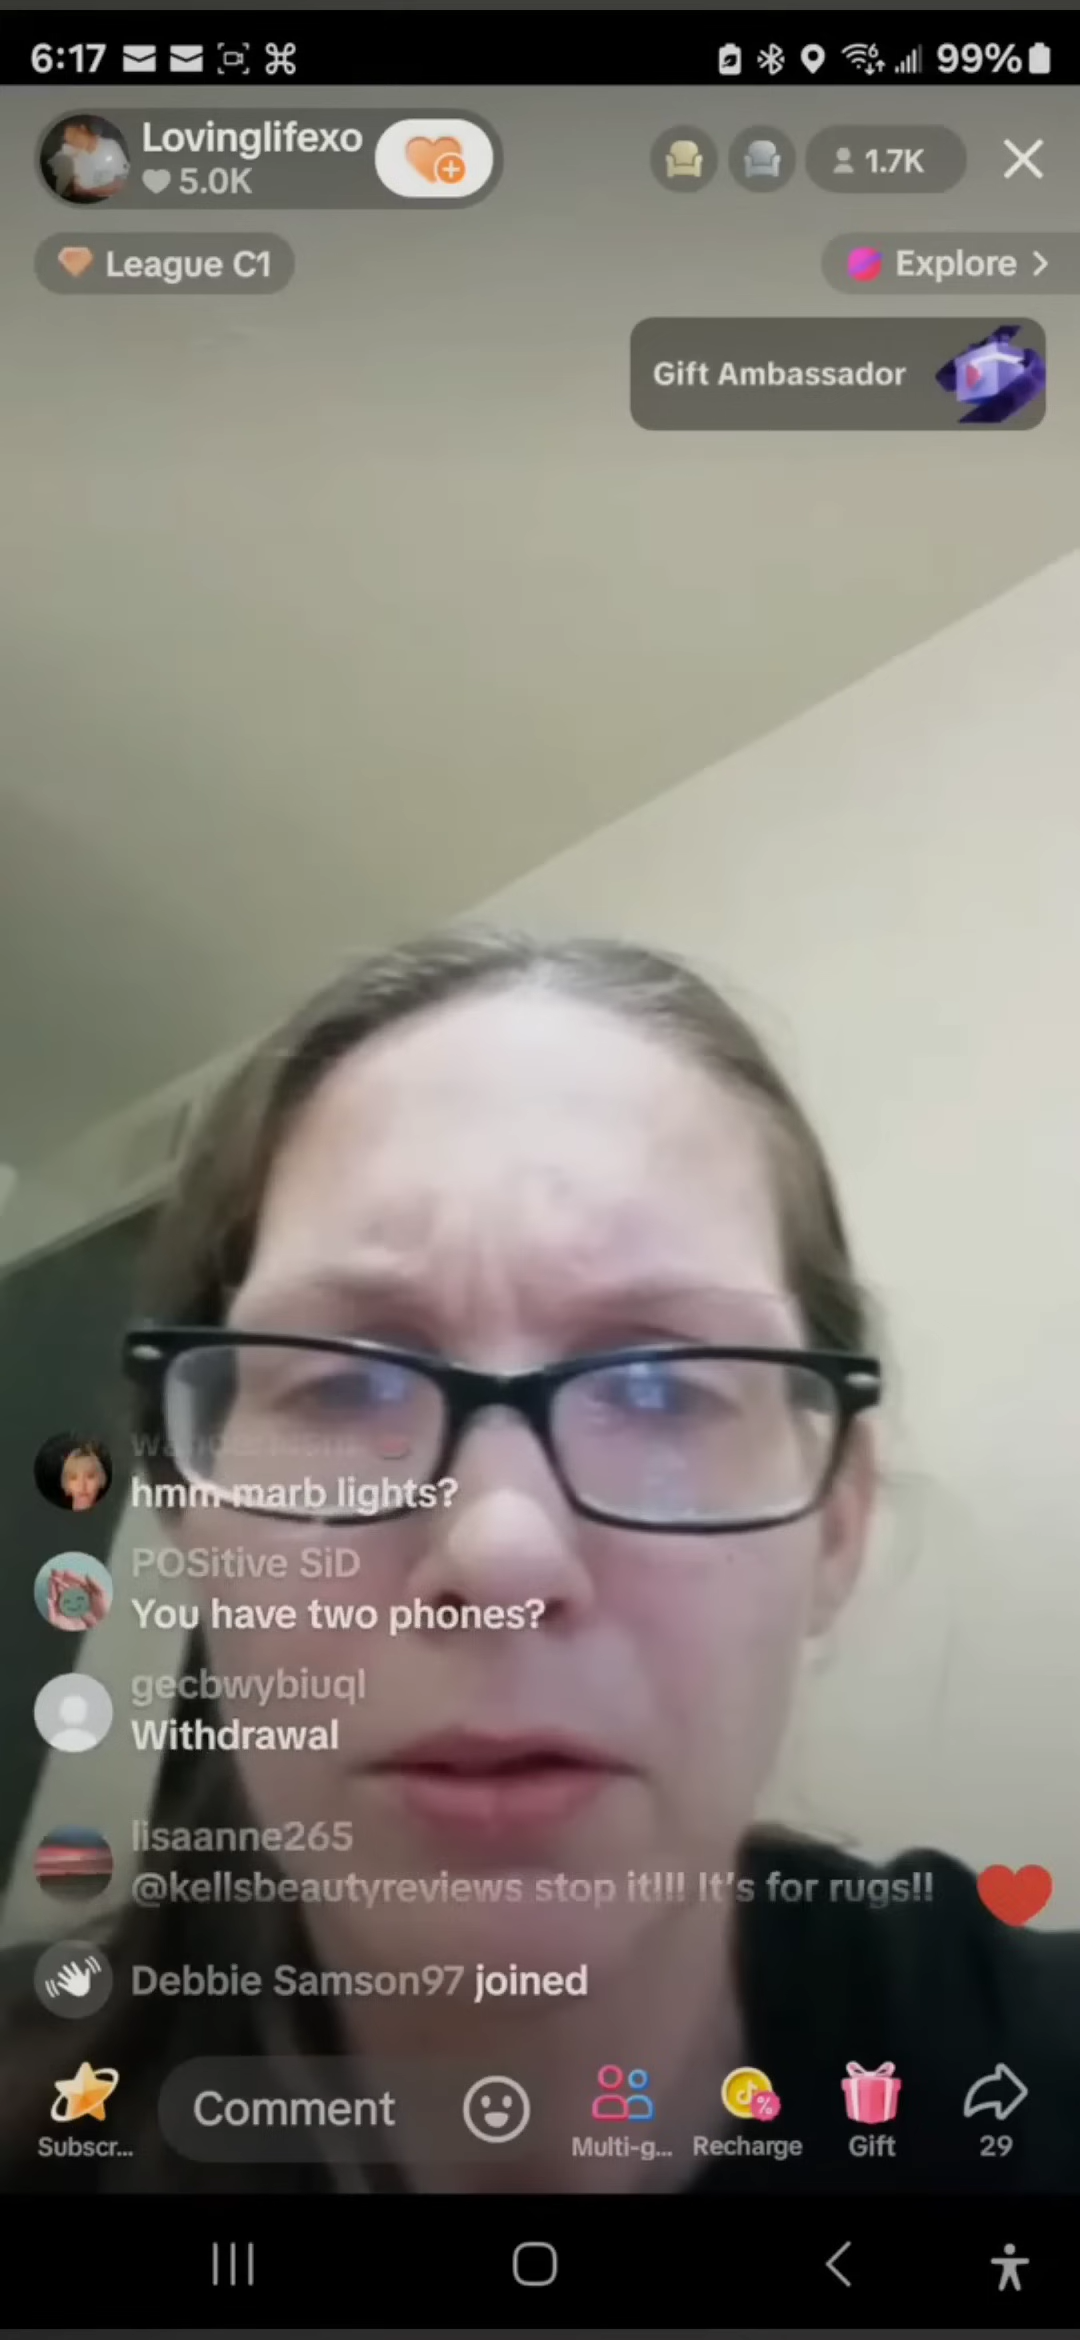 6:17
99%
Lovinglifexo
5.0K
1.7K
League C1
Explore
Gift Ambassador
hmm marb lights?
POSitive SiD
You have two phones?
gecbwybiuql
Withdrawal
lisaanne265
@kellsbeautyreviews stop it!!! It's for rugs!!
Debbie Samson97 joined
Comment
Subscr...
Multi-g...
Recharge
Gift
29